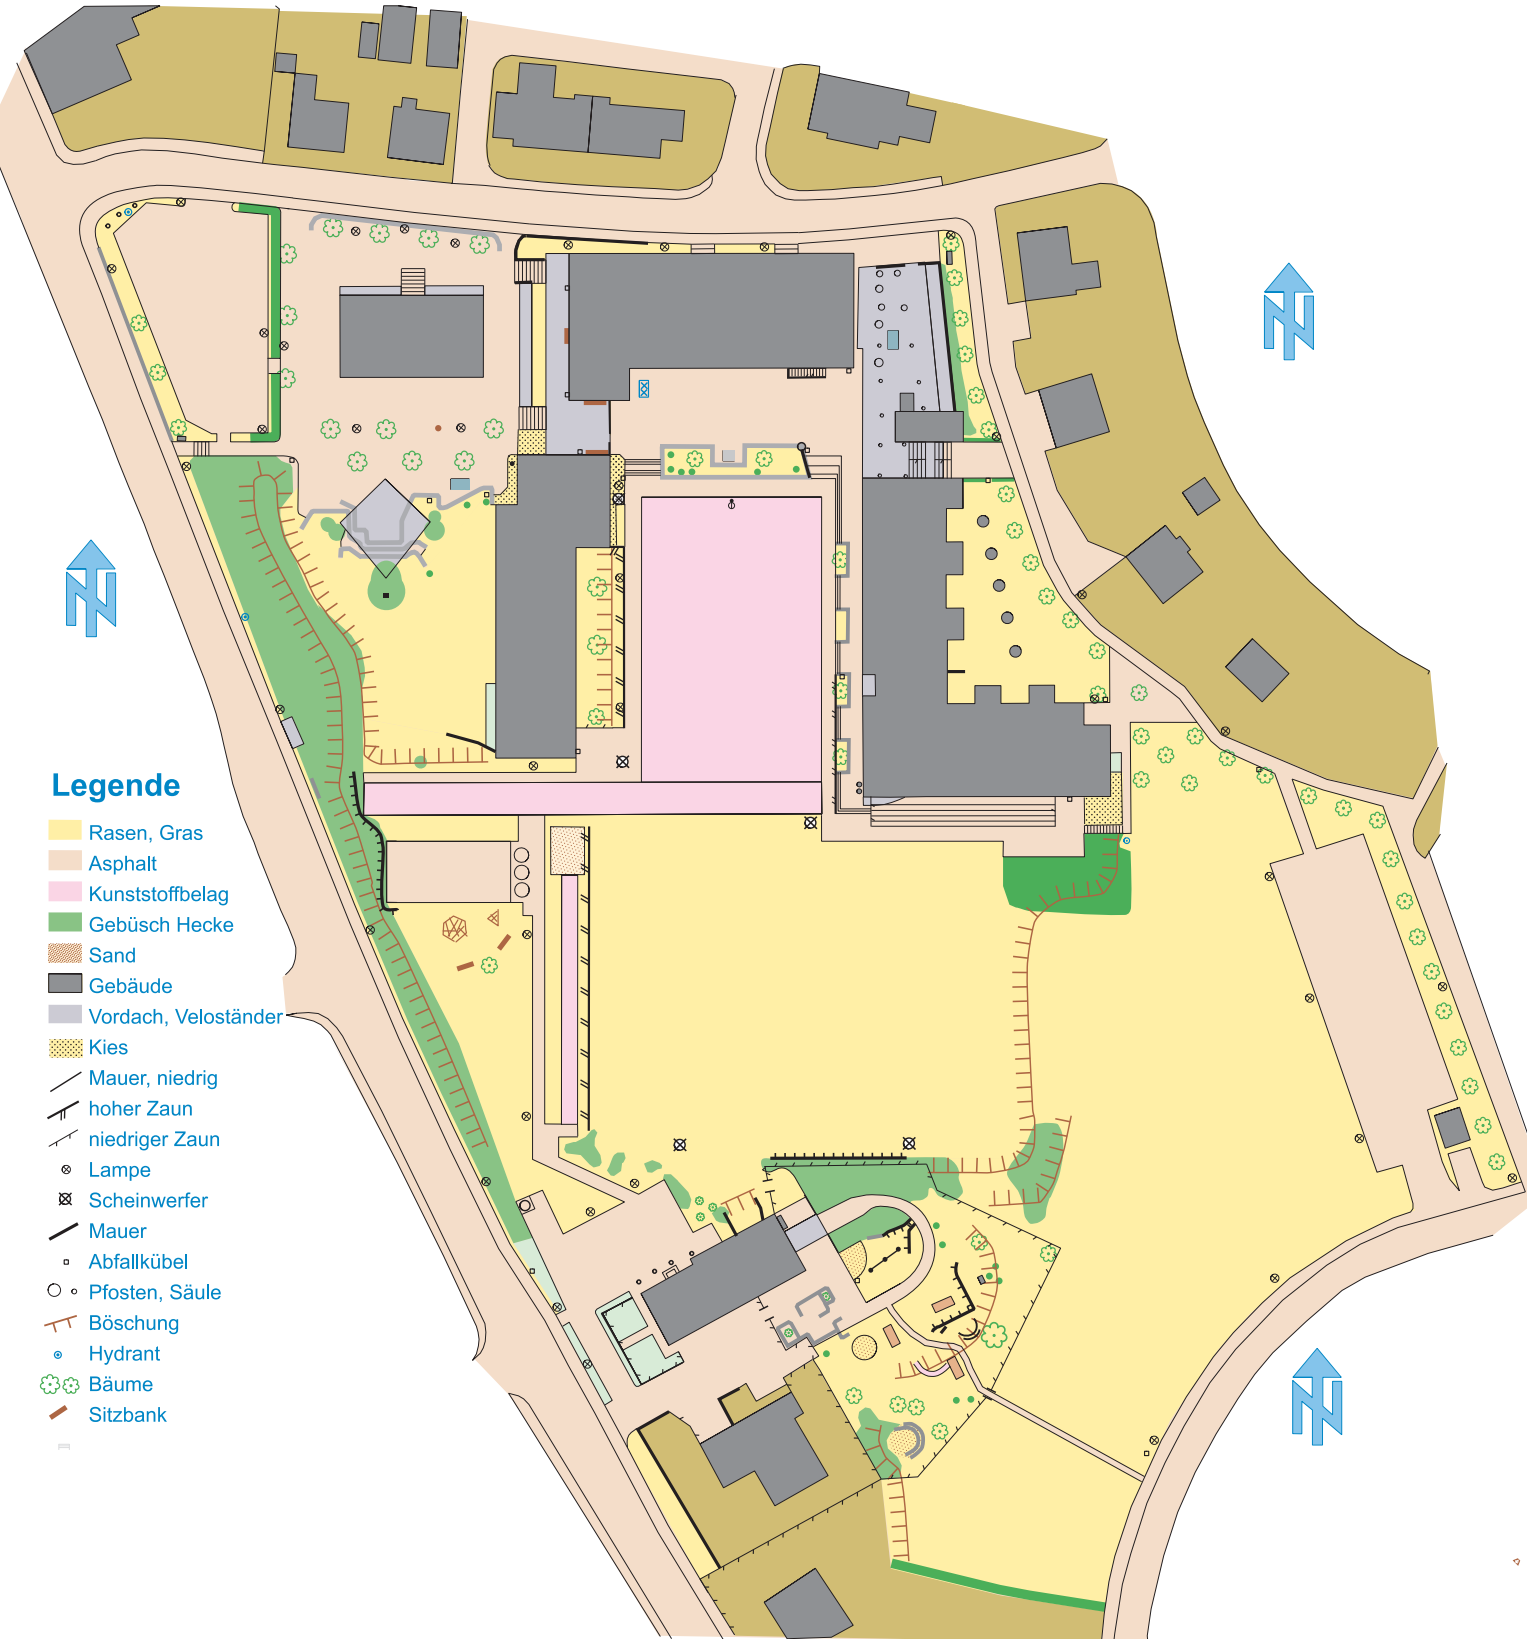 Legende
Rasen, Gras
Asphalt
Kunststoffbelag
Gebüsch Hecke
Sand
Gebäude
Vordach, Veloständer
Kies
Mauer, niedrig
hoher Zaun
niedriger Zaun
Lampe
Scheinwerfer
Mauer
Abfallkübel
Pfosten, Säule
Böschung
Hydrant
Bäume
Sitzbank